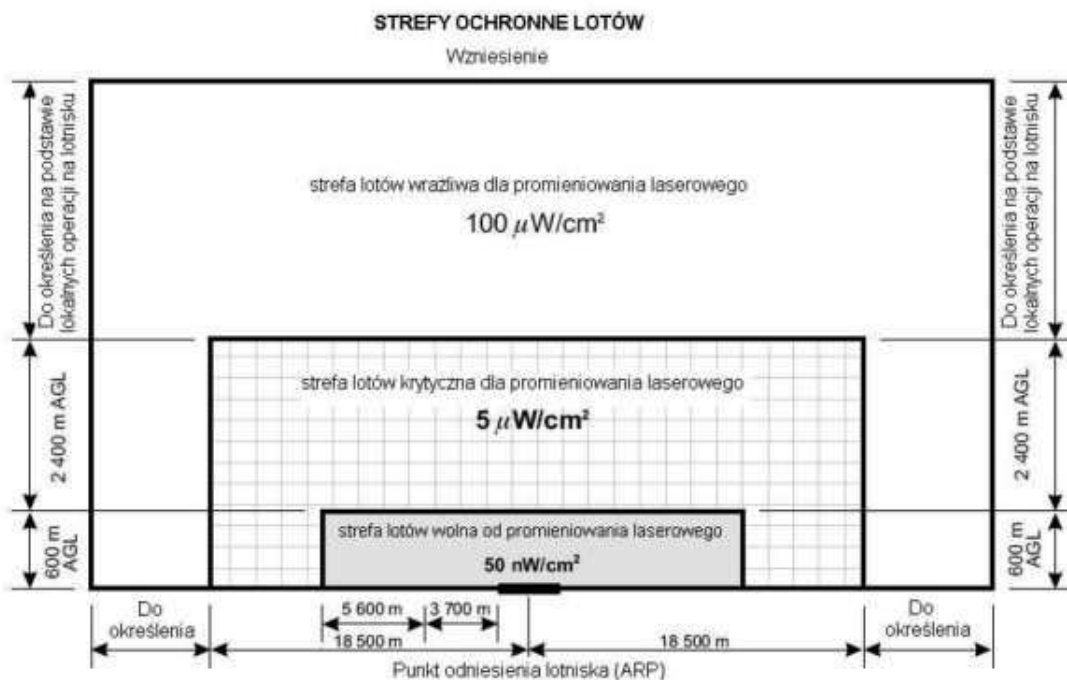 STREFY OCHRONNE LOTÓW
Wzniesienie
Do określenia na podstawie
lokalnych operacji na lotnisku
strefa lotów wrażliwa dla promieniowania laserowego
100 μW/cm²
Do określenia na podstawie
lokalnych operacji na lotnisku
2 400 m AGL
strefa lotów krytyczna dla promieniowania laserowego
5 μW/cm²
2 400 m AGL
600 m
AGL
strefa lotów wolna od promieniowania laserowego
50 nW/cm²
600 m
AGL
Do
określenia
5 600 m
3 700 m
18 500 m
18 500 m
Do
określenia
Punkt odniesienia lotniska (ARP)